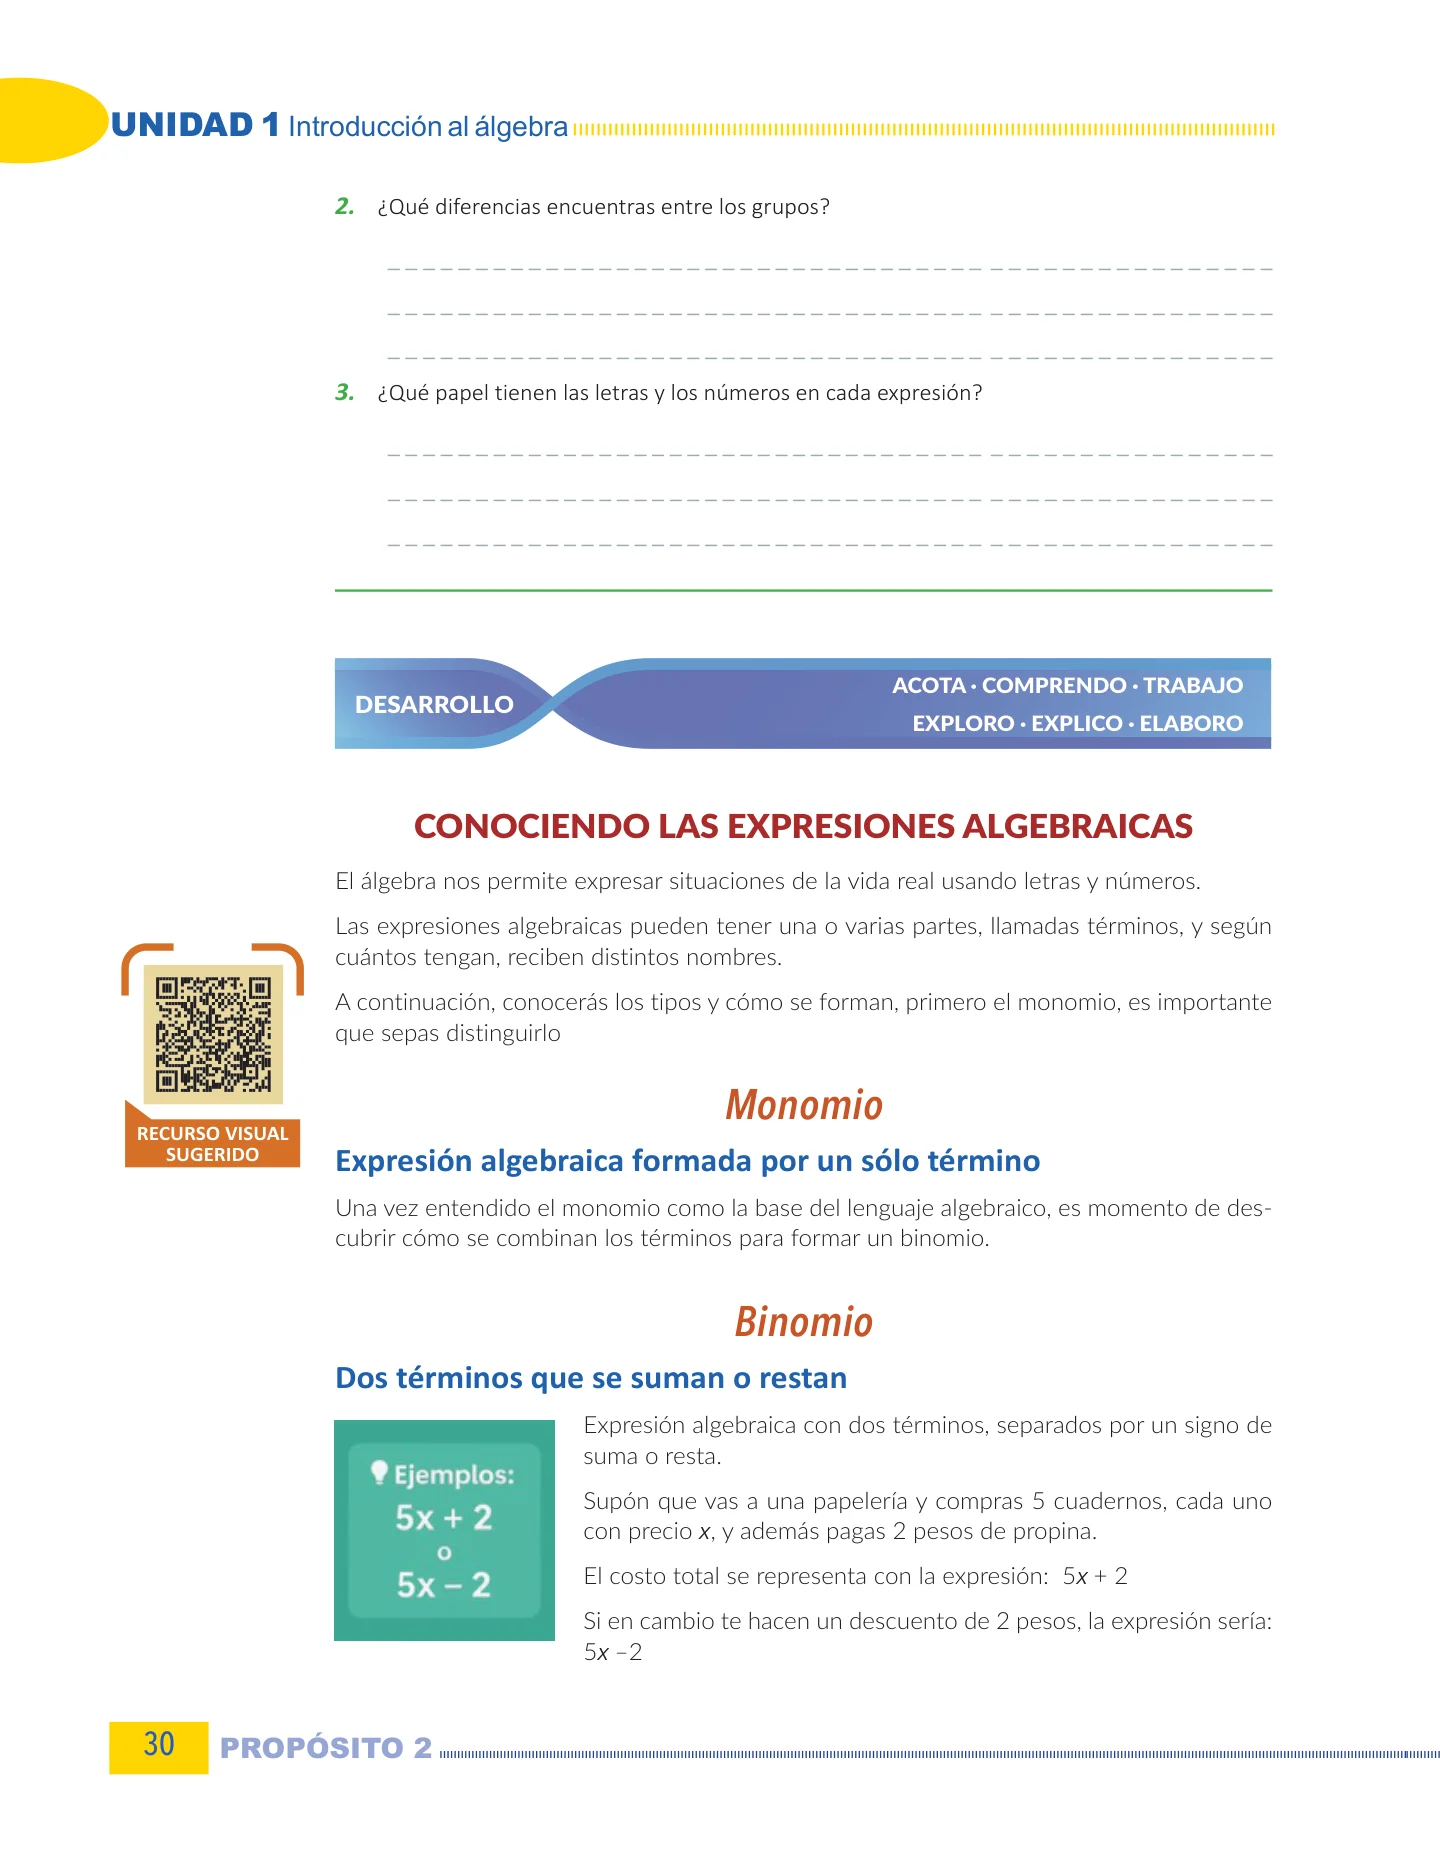 UNIDAD 1 Introducción al álgebra
2. ¿Qué diferencias encuentras entre los grupos?
3. ¿Qué papel tienen las letras y los números en cada expresión?
DESARROLLO
ACOTA · COMPRENDO · TRABAJO
EXPLORO · EXPLICO · ELABORO
CONOCIENDO LAS EXPRESIONES ALGEBRAICAS
El álgebra nos permite expresar situaciones de la vida real usando letras y números.
Las expresiones algebraicas pueden tener una o varias partes, llamadas términos, y según
cuántos tengan, reciben distintos nombres.
A continuación, conocerás los tipos y cómo se forman, primero el monomio, es importante
que sepas distinguirlo
RECURSO VISUAL
SUGERIDO
Monomio
Expresión algebraica formada por un sólo término
Una vez entendido el monomio como la base del lenguaje algebraico, es momento de des-
cubrir cómo se combinan los términos para formar un binomio.
Binomio
Dos términos que se suman o restan
Ejemplos:
5x + 2
o
5x – 2
Expresión algebraica con dos términos, separados por un signo de
suma o resta.
Supón que vas a una papelería y compras 5 cuadernos, cada uno
con precio x, y además pagas 2 pesos de propina.
El costo total se representa con la expresión: 5x + 2
Si en cambio te hacen un descuento de 2 pesos, la expresión sería:
5x –2
30 PROPÓSITO 2